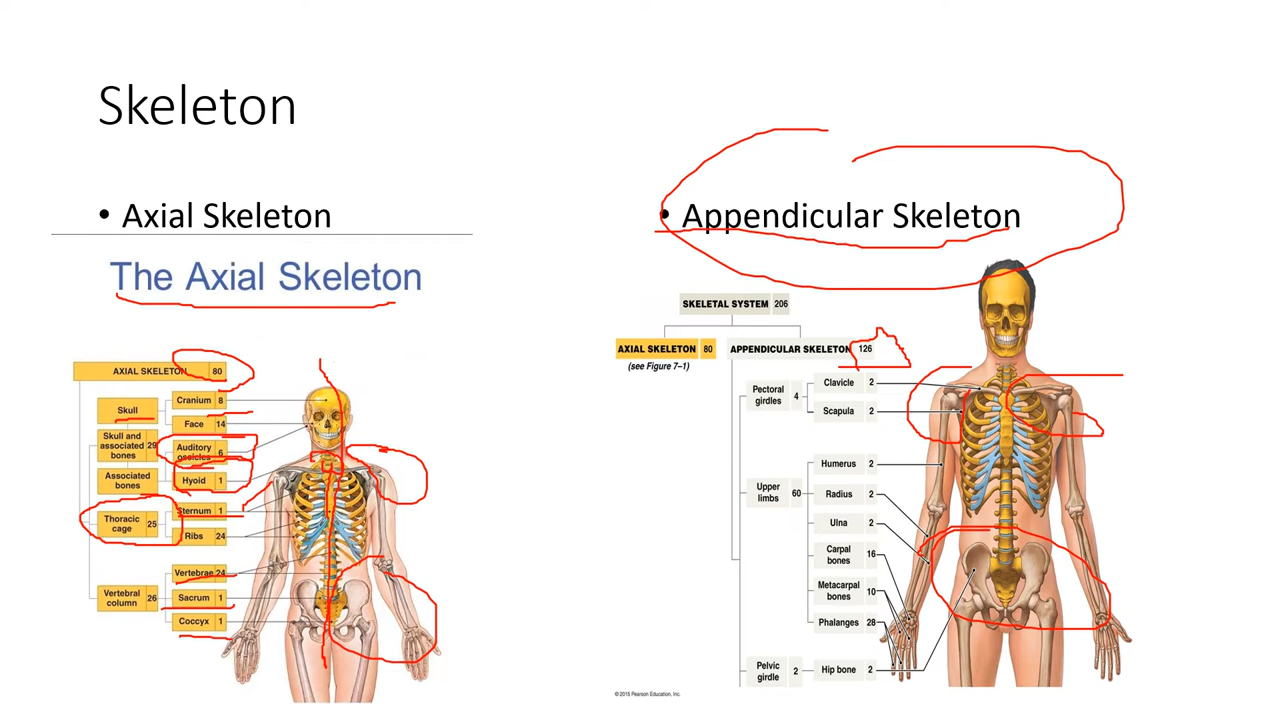 Skeleton
• Axial Skeleton
The Axial Skeleton
AXIAL SKELETON 80
Skull
Cranium 8
Face 14
Skull and
associated
bones 29
Auditory
ossicles 6
Associated
bones
Hyoid 1
Thoracic
cage 25
Sternum 1
Ribs 24
Vertebral
column 26
Vertebrae 24
Sacrum 1
Coccyx 1
• Appendicular Skeleton
SKELETAL SYSTEM 206
AXIAL SKELETON 80
(see Figure 7–1)
APPENDICULAR SKELETON 126
Pectoral
girdles 4
Clavicle 2
Scapula 2
Upper
limbs 60
Humerus 2
Radius 2
Ulna 2
Carpal
bones 16
Metacarpal
bones 10
Phalanges 28
Pelvic
girdle 2
Hip bone 2
© 2015 Pearson Education, Inc.